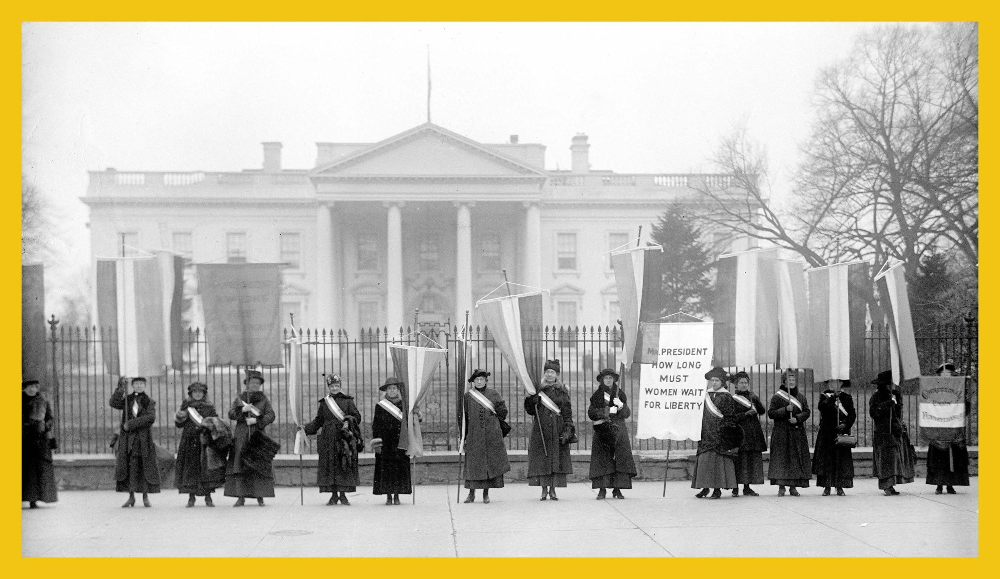 MR. PRESIDENT
HOW LONG
MUST
WOMEN WAIT
FOR LIBERTY
CONGRESSIONAL
UNION
PENNSYLVANIA